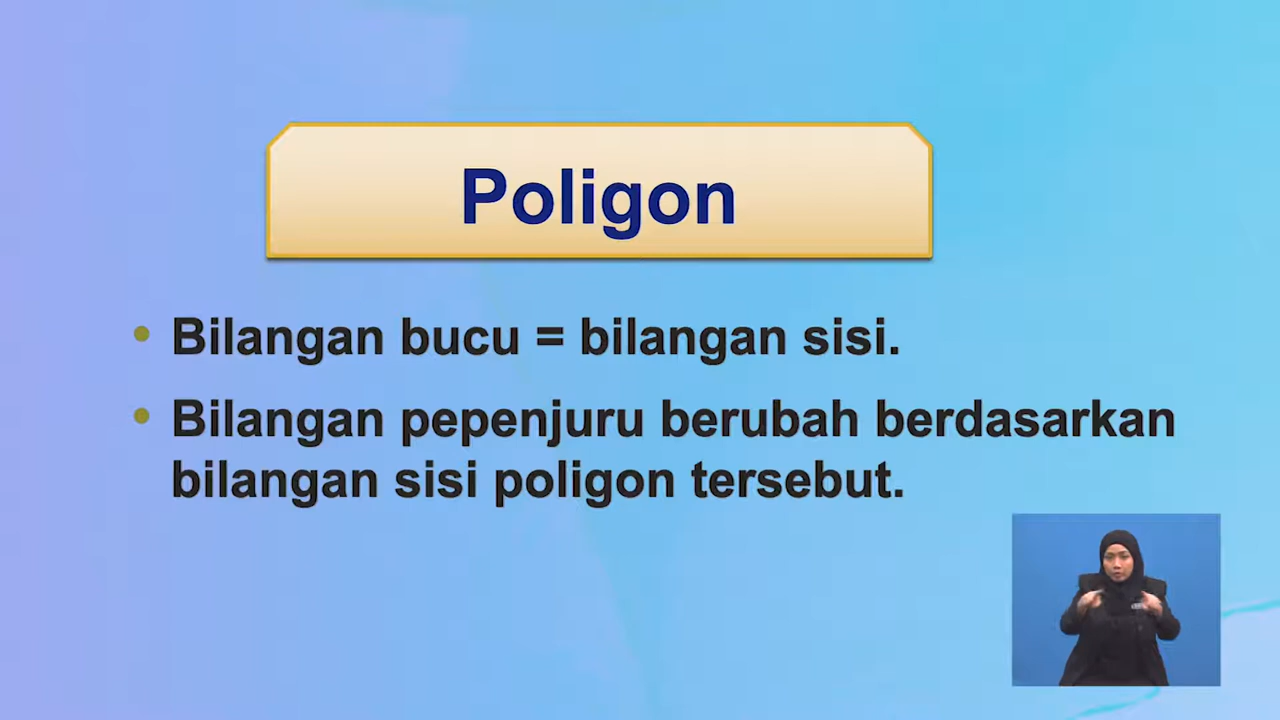 Poligon
• Bilangan bucu = bilangan sisi.
• Bilangan pepenjuru berubah berdasarkan
bilangan sisi poligon tersebut.